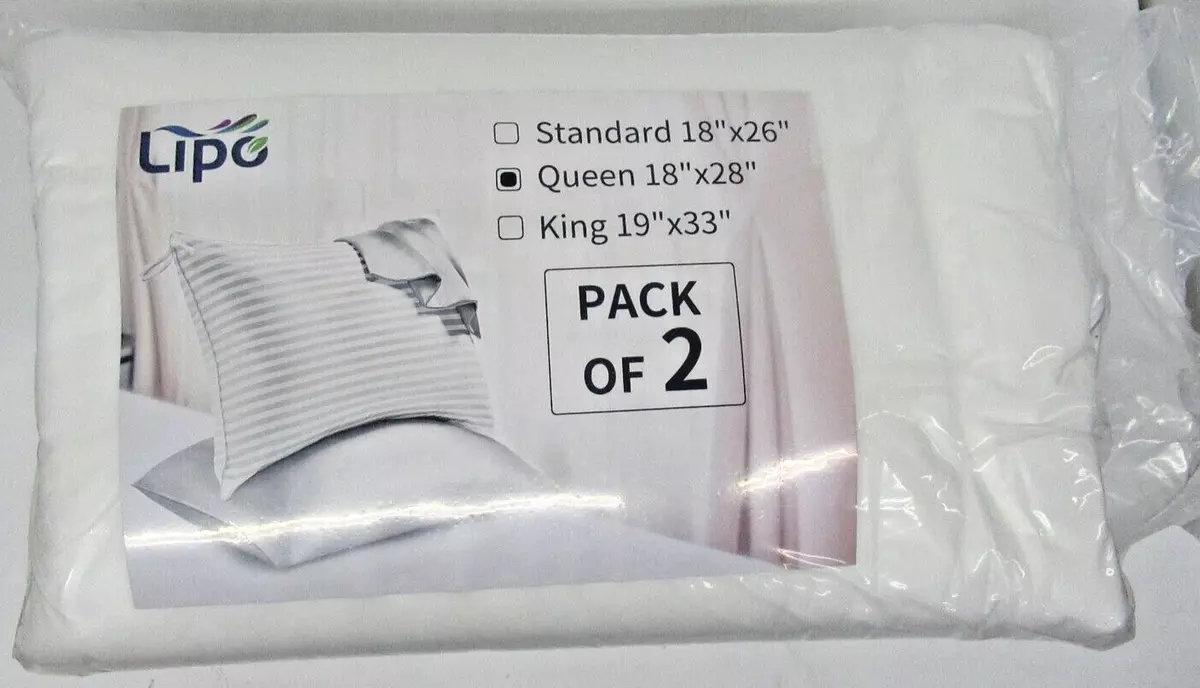 Lipo
Standard 18"x26"
Queen 18"x28"
King 19"x33"
PACK
OF 2